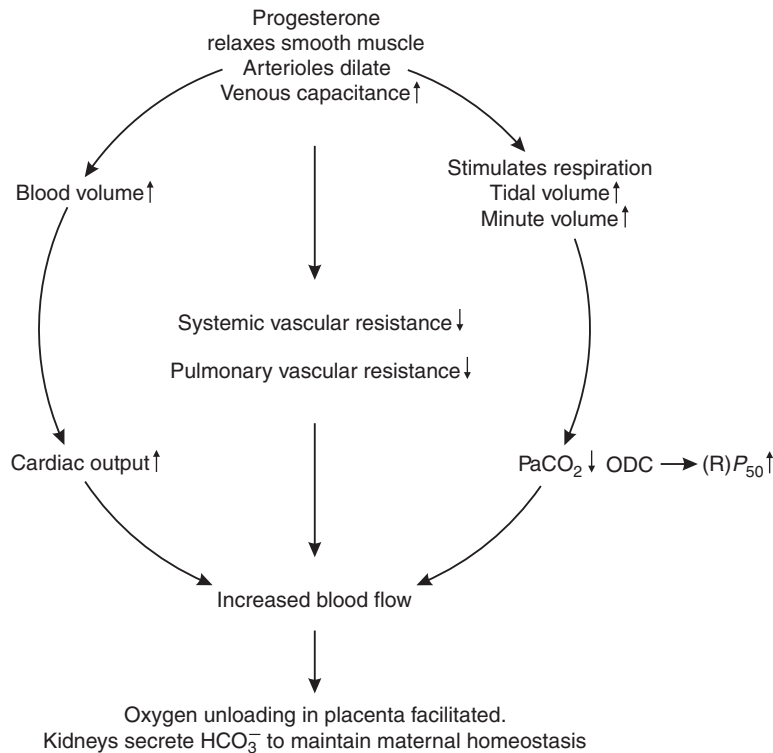 Progesterone
relaxes smooth muscle
Arterioles dilate
Venous capacitance↑
Blood volume↑
Stimulates respiration
Tidal volume↑
Minute volume↑
Systemic vascular resistance↓
Pulmonary vascular resistance↓
Cardiac output↑
PaCO₂↓ ODC → (R)P₅₀↑
Increased blood flow
Oxygen unloading in placenta facilitated.
Kidneys secrete HCO₃⁻ to maintain maternal homeostasis